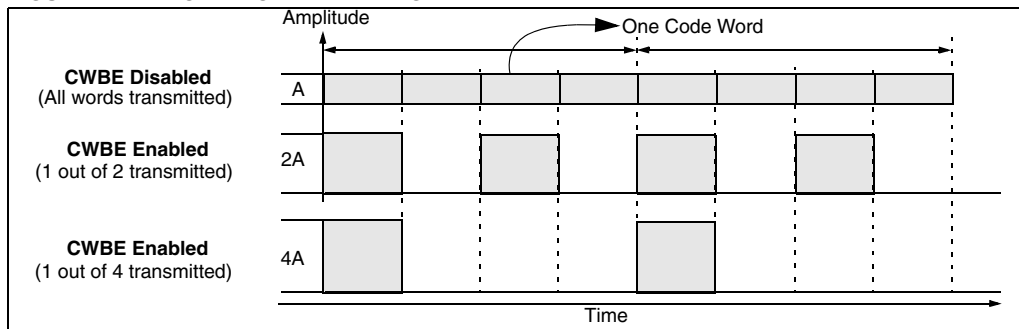 Amplitude
One Code Word
CWBE Disabled
(All words transmitted)
A
CWBE Enabled
(1 out of 2 transmitted)
2A
CWBE Enabled
(1 out of 4 transmitted)
4A
Time